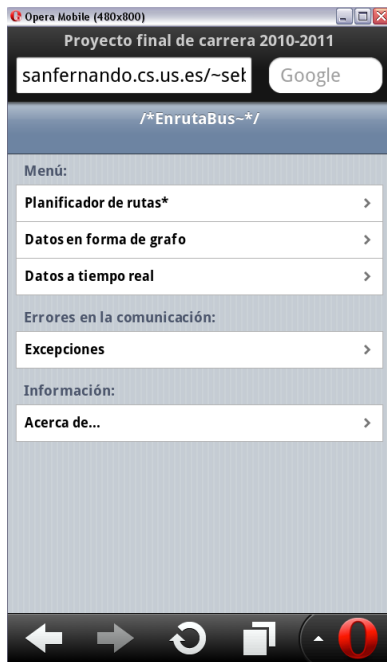 Opera Mobile (480x800)
Proyecto final de carrera 2010-2011
sanfernando.cs.us.es/~set Google
/*EnrutaBus~*/
Menú:
Planificador de rutas*
Datos en forma de grafo
Datos a tiempo real
Errores en la comunicación:
Excepciones
Información:
Acerca de...